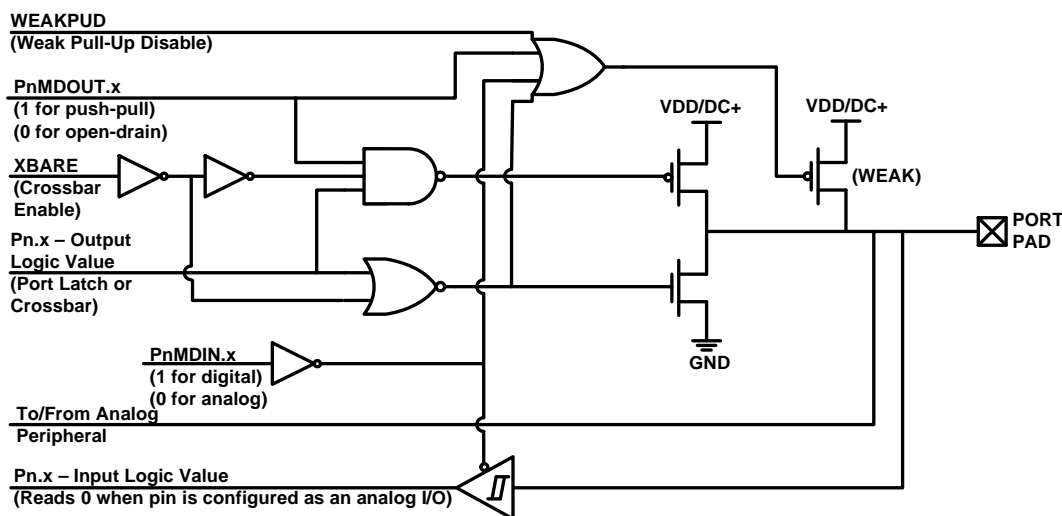 WEAKPUD
(Weak Pull-Up Disable)
PnMDOUT.x
(1 for push-pull)
(0 for open-drain)
XBARE
(Crossbar
Enable)
Pn.x – Output
Logic Value
(Port Latch or
Crossbar)
PnMDIN.x
(1 for digital)
(0 for analog)
To/From Analog
Peripheral
Pn.x – Input Logic Value
(Reads 0 when pin is configured as an analog I/O)
VDD/DC+
VDD/DC+
(WEAK)
PORT
PAD
GND